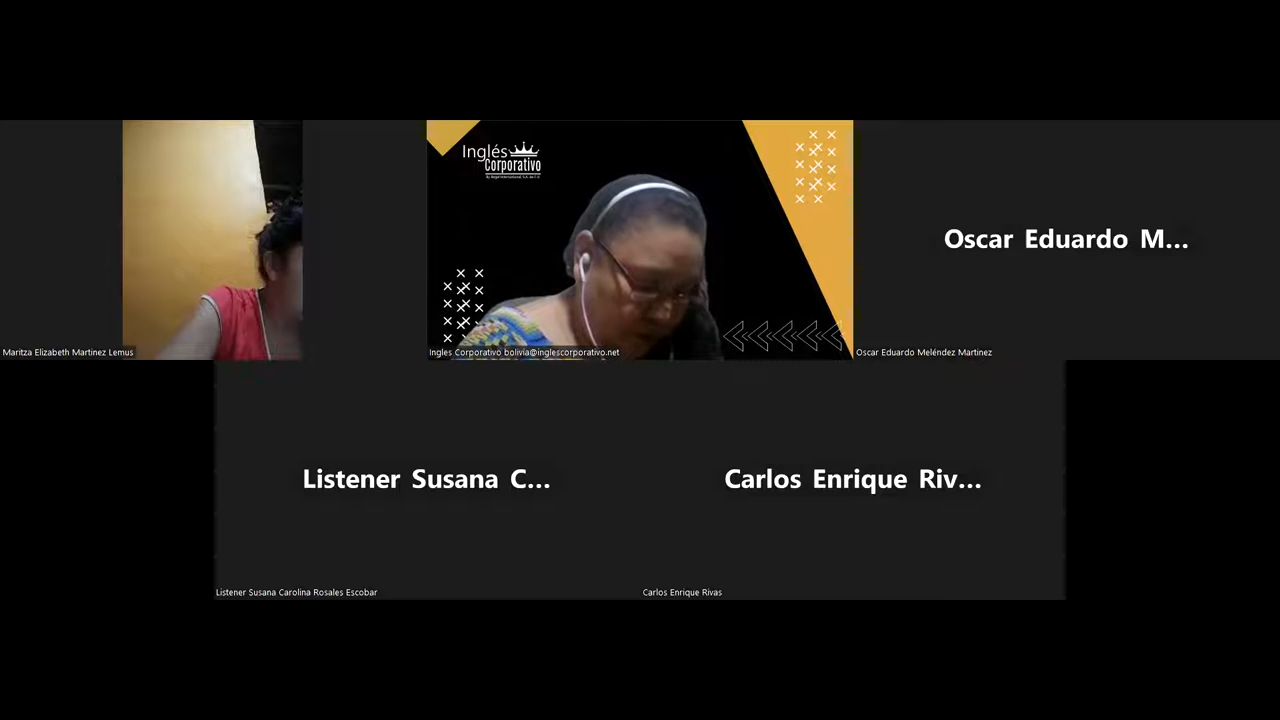 Inglés
Corporativo
Oscar Eduardo M...
Maritza Elizabeth Martinez Lemus
Ingles Corporativo bolivia@inglescorporativo.net
Oscar Eduardo Meléndez Martinez
Listener Susana C...
Carlos Enrique Riv...
Listener Susana Carolina Rosales Escobar
Carlos Enrique Rivas